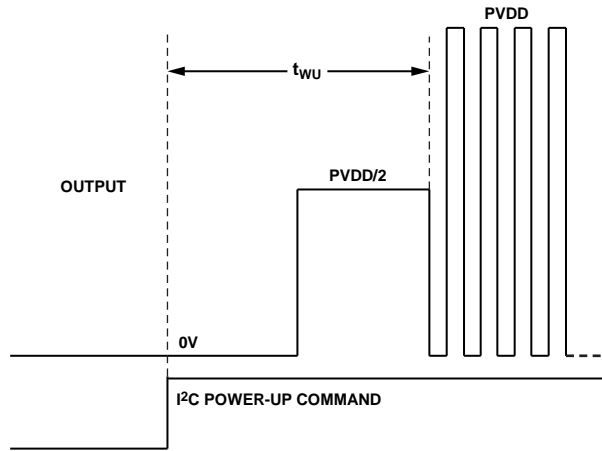 PVDD
tWU
OUTPUT
PVDD/2
0V
I2C POWER-UP COMMAND